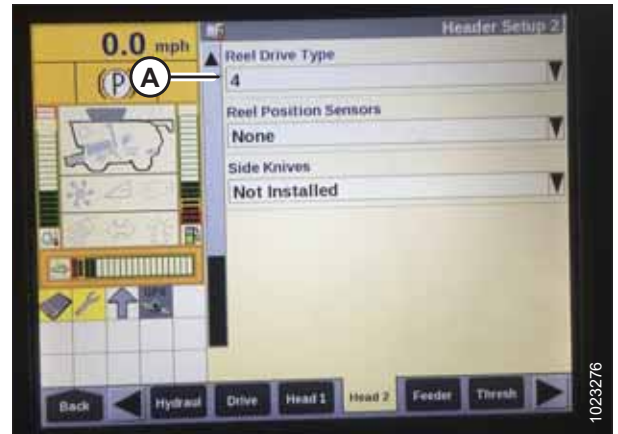 Header Setup 2
0.0 mph
(P)
A
Reel Drive Type
4
Reel Position Sensors
None
Side Knives
Not Installed
Back
Hydraul
Drive
Head 1
Head 2
Feeder
Thresh
1023276